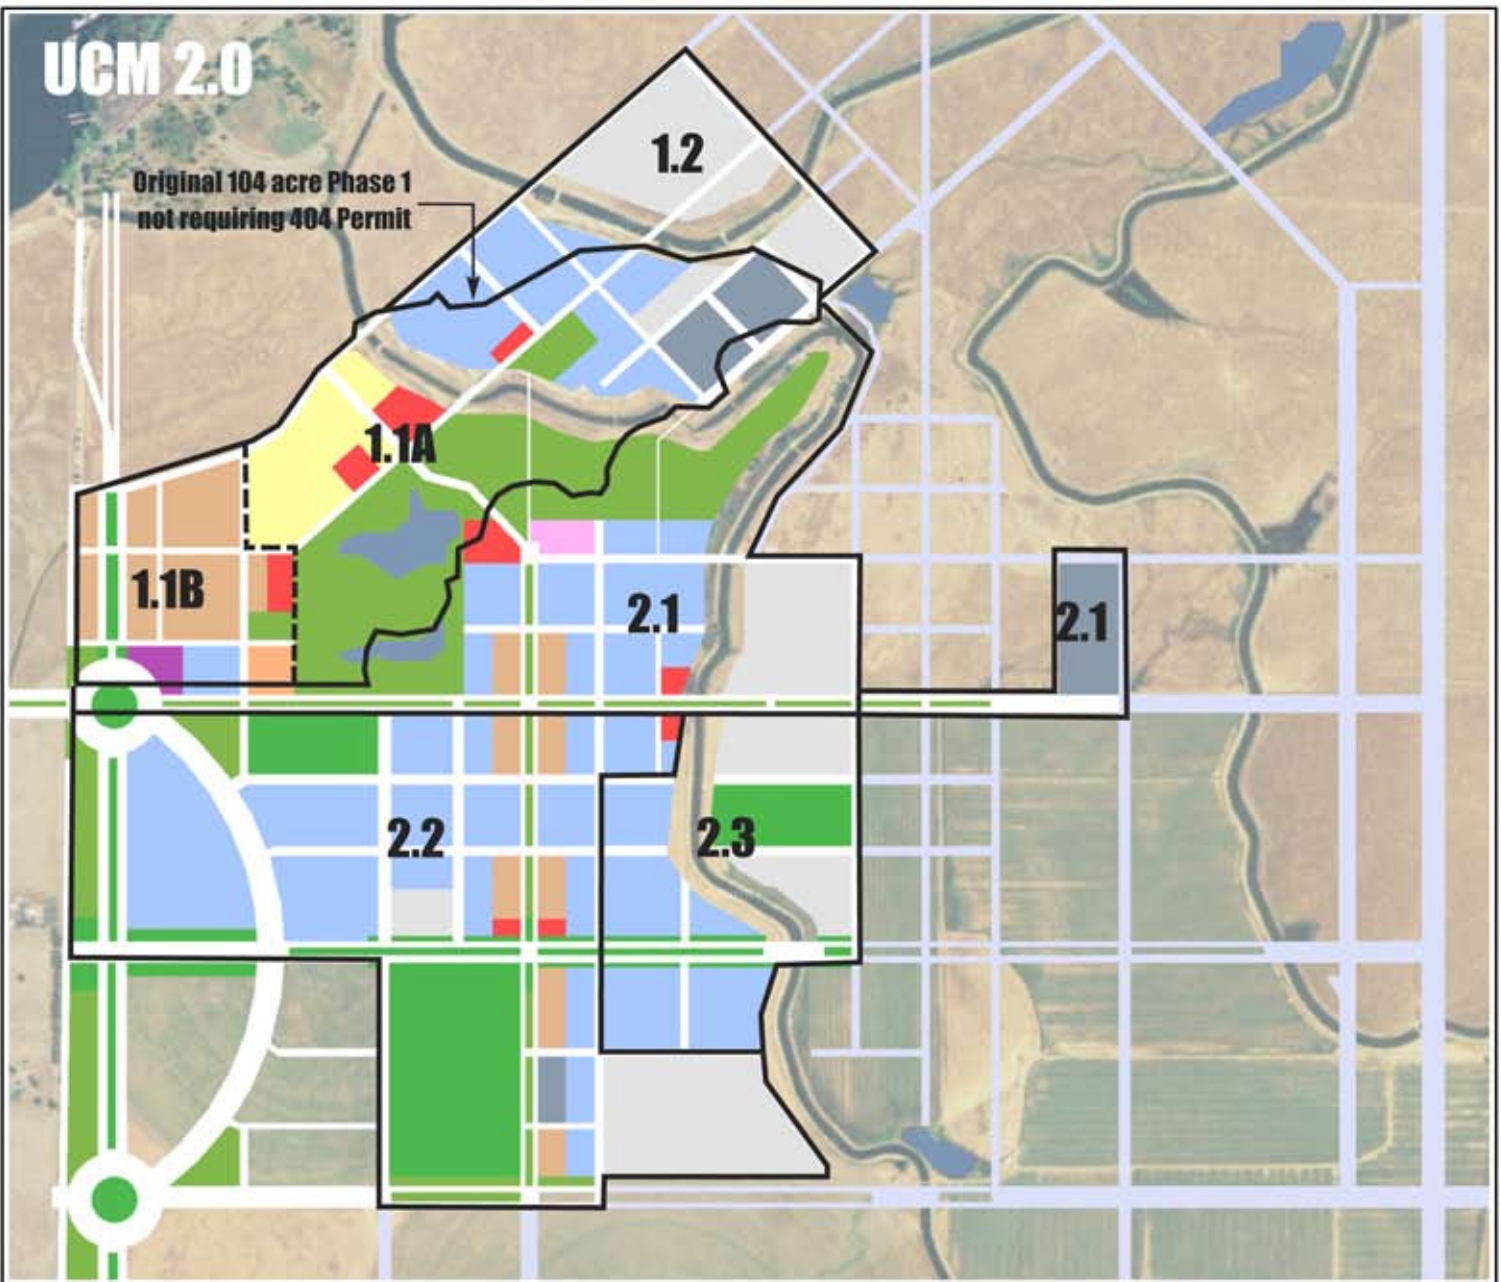 UCM 2.0
1.2
Original 104 acre Phase 1
not requiring 404 Permit
1.1A
1.1B
2.1
2.1
2.2
2.3